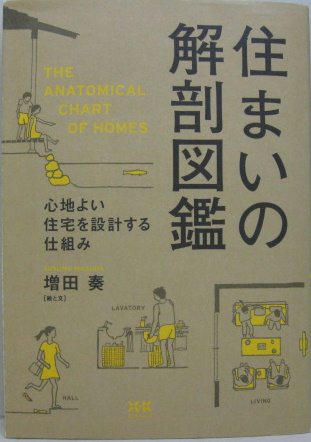 住まいの
解剖図鑑
THE
ANATOMICAL
CHART
OF HOMES
心地よい
住宅を設計する
仕組み
増田 奏
[絵と文]
LAVATORY
HALL
LIVING